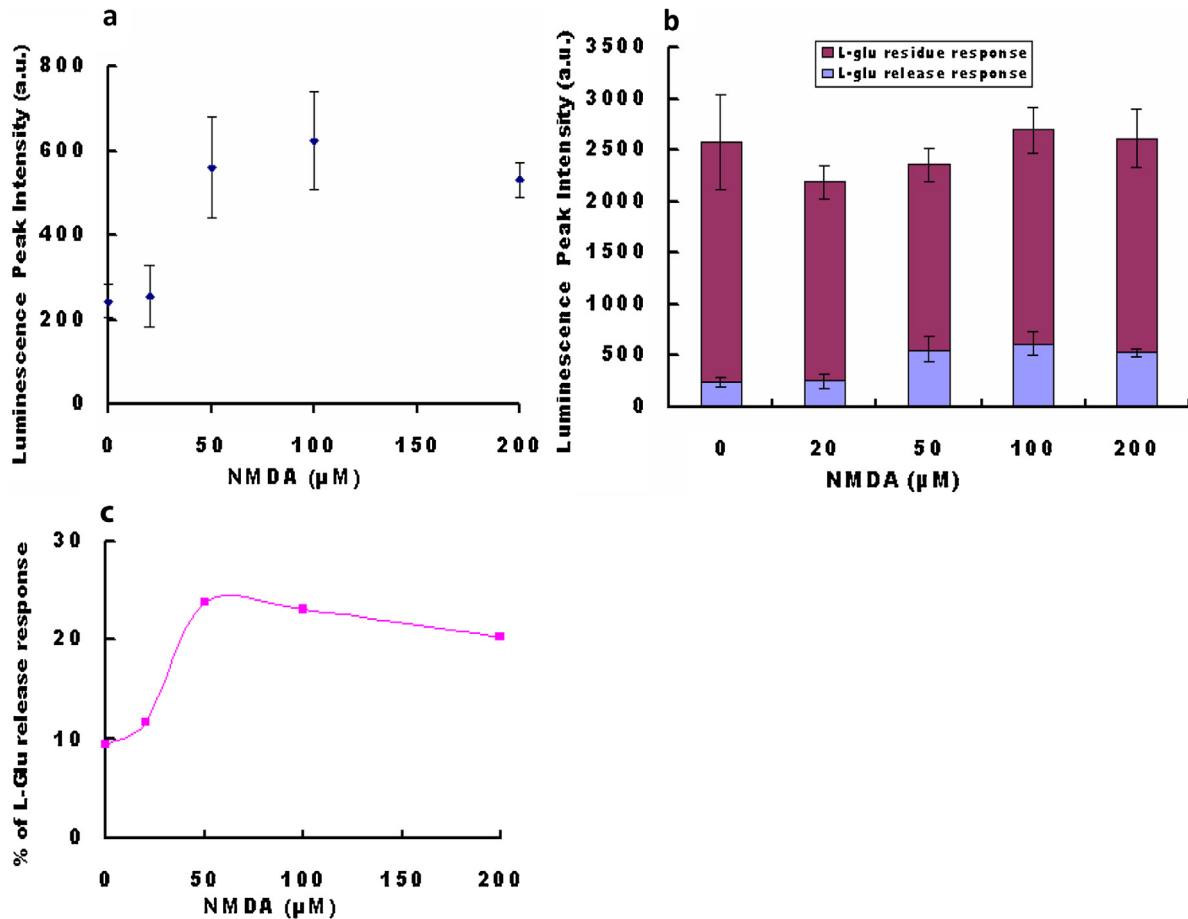 a
Luminescence Peak Intensity (a.u.)
800
600
400
200
0
0 50 100 150 200
NMDA (µM)
b
Luminescence Peak Intensity (a.u.)
3500
3000
2500
2000
1500
1000
500
0
L-glu residue response
L-glu release response
0 20 50 100 200
NMDA (µM)
c
% of L-Glu release response
30
20
10
0
0 50 100 150 200
NMDA (µM)